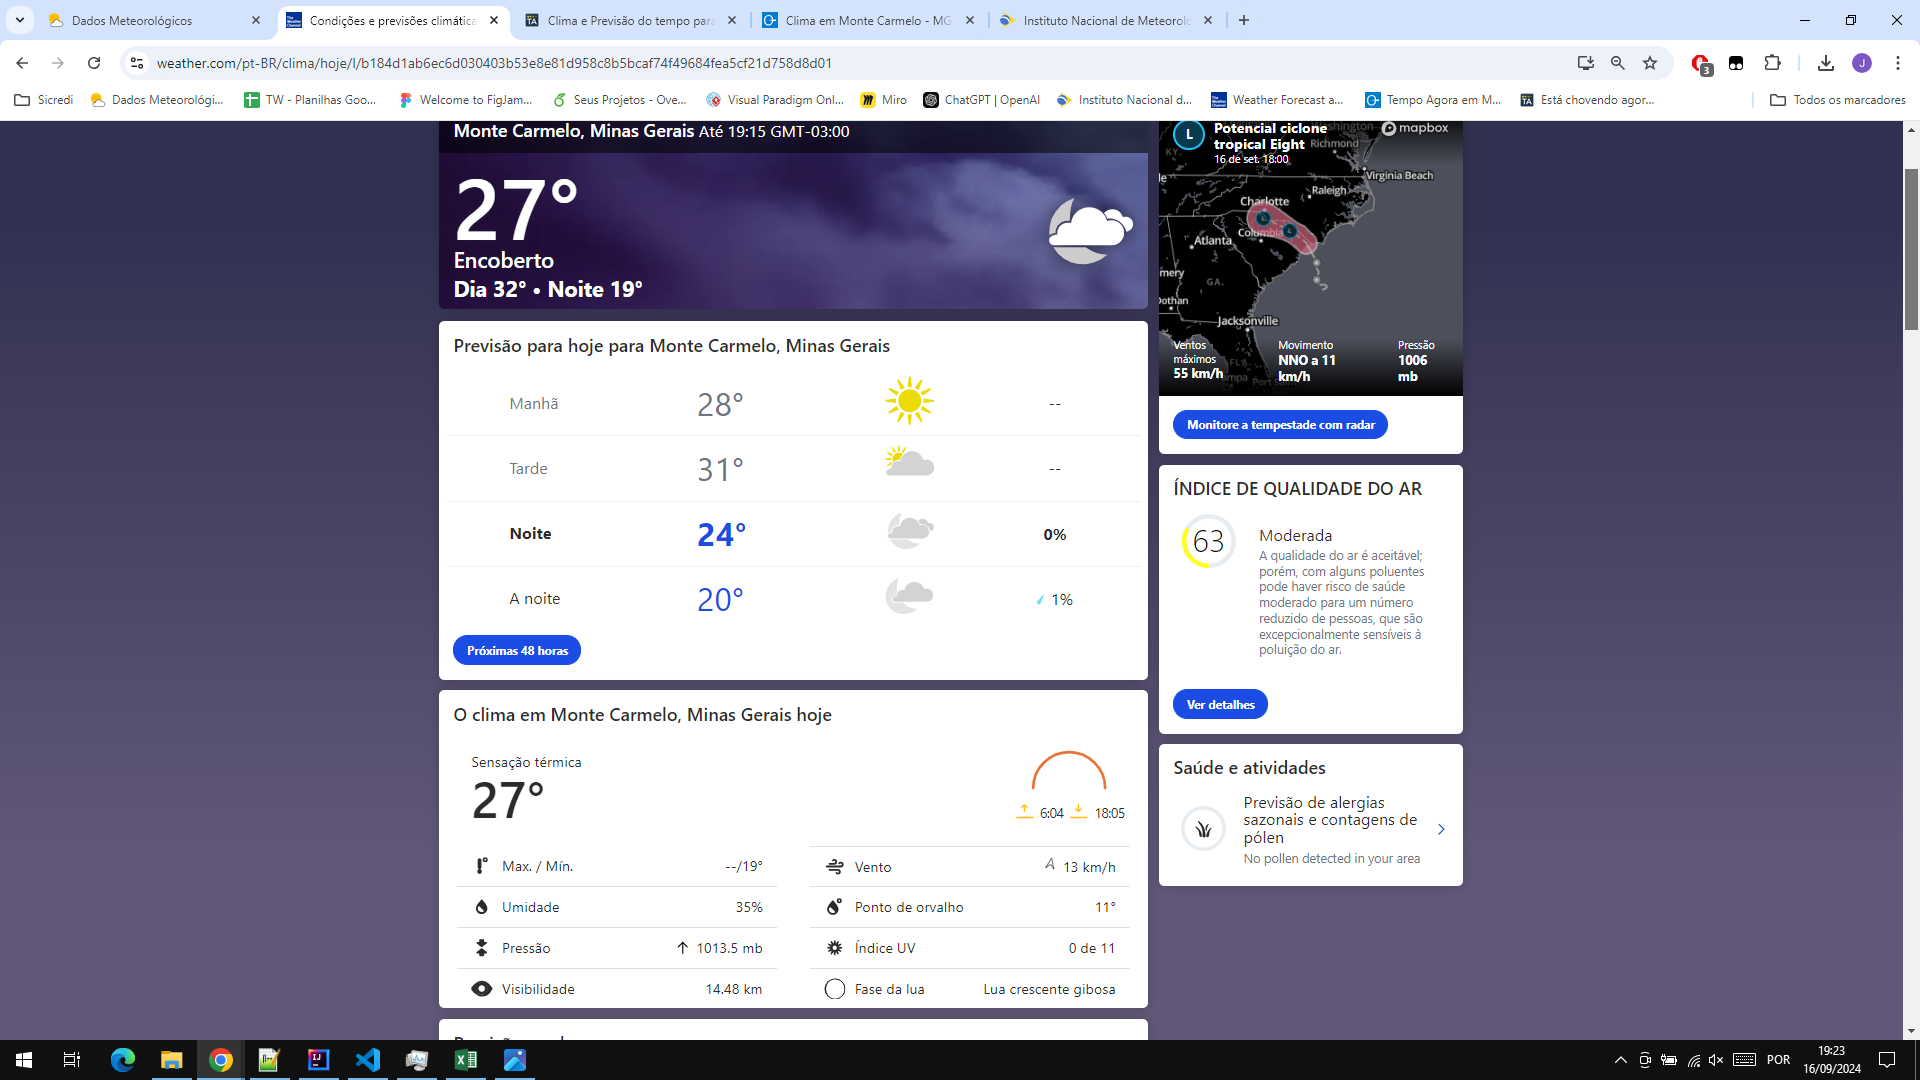 Dados Meteorológicos
Condições e previsões climática
Clima e Previsão do tempo para
Clima em Monte Carmelo - MG
Instituto Nacional de Meteorolo
weather.com/pt-BR/clima/hoje/l/b184d1ab6ec6d030403b53e8e81d958c8b5bcaf74f49684fea5cf21d758d8d01
3
J
Sicredi
Dados Meteorológi...
TW - Planilhas Goo...
Welcome to FigJam...
Seus Projetos - Ove...
Visual Paradigm Onl...
Miro
ChatGPT | OpenAI
Instituto Nacional d...
Weather Forecast a...
Tempo Agora em M...
Está chovendo agor...
Todos os marcadores
Monte Carmelo, Minas Gerais Até 19:15 GMT-03:00
27°
Encoberto
Dia 32° • Noite 19°
Previsão para hoje para Monte Carmelo, Minas Gerais
Manhã 28° --
Tarde 31° --
Noite 24° 0%
A noite 20° 1%
Próximas 48 horas
O clima em Monte Carmelo, Minas Gerais hoje
Sensação térmica
27°
6:04 18:05
Max. / Mín. --/19°
Vento 13 km/h
Umidade 35%
Ponto de orvalho 11°
Pressão 1013.5 mb
Índice UV 0 de 11
Visibilidade 14.48 km
Fase da lua Lua crescente gibosa
L
Potencial ciclone
tropical Eight
16 de set. 18:00
mapbox
Washington
KY.
Richmond
Virginia Beach
Raleigh
Charlotte
Columbia
Atlanta
GA.
Jacksonville
Ventos
máximos
55 km/h
Movimento
NNO a 11
km/h
Pressão
1006
mb
Monitore a tempestade com radar
ÍNDICE DE QUALIDADE DO AR
63
Moderada
A qualidade do ar é aceitável;
porém, com alguns poluentes
pode haver risco de saúde
moderado para um número
reduzido de pessoas, que são
excepcionalmente sensíveis à
poluição do ar.
Ver detalhes
Saúde e atividades
Previsão de alergias
sazonais e contagens de
pólen
No pollen detected in your area
POR
19:23
16/09/2024